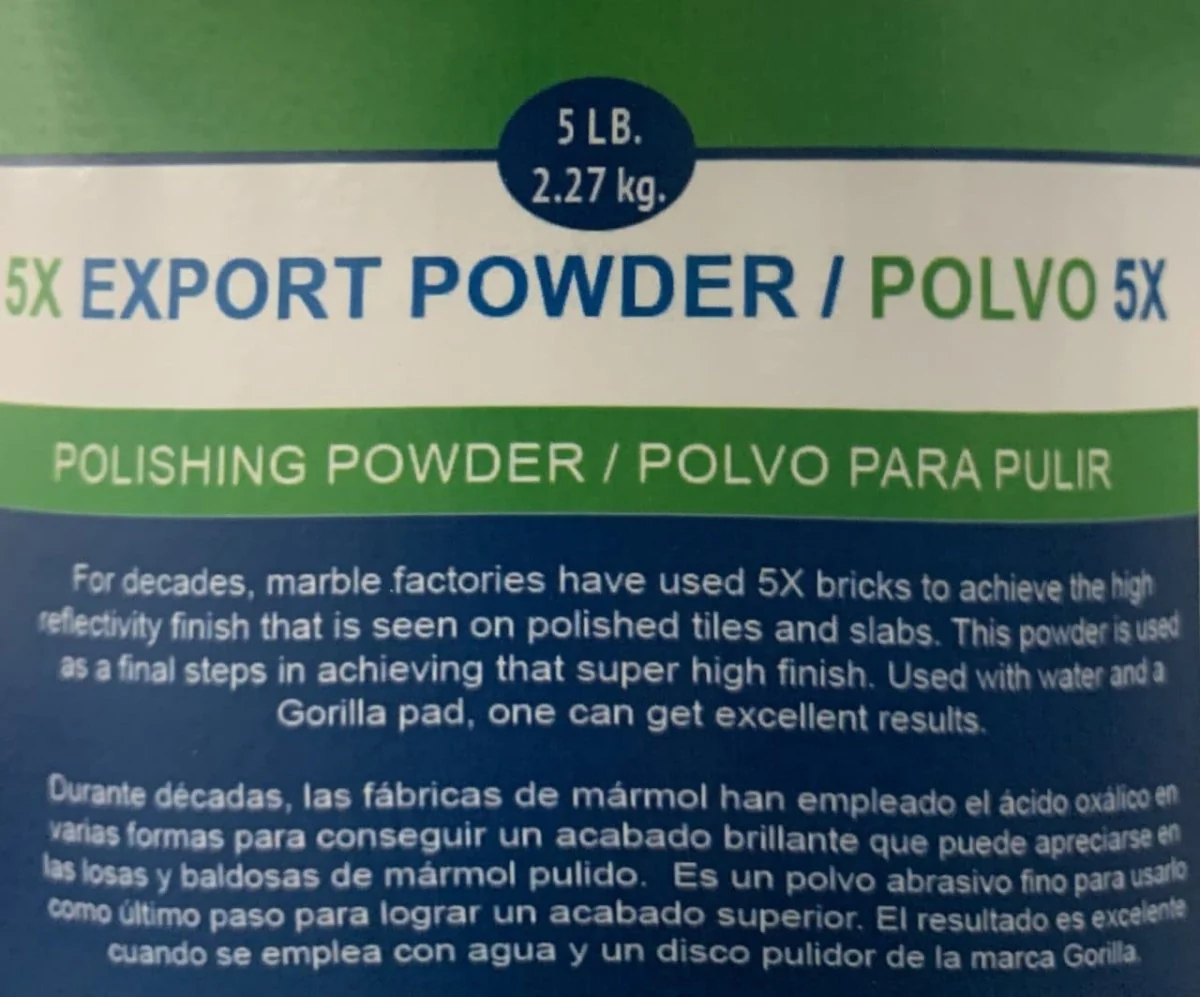 5 LB.
2.27 kg.
5X EXPORT POWDER / POLVO 5X
POLISHING POWDER / POLVO PARA PULIR
For decades, marble factories have used 5X bricks to achieve the high
reflectivity finish that is seen on polished tiles and slabs. This powder is used
as a final steps in achieving that super high finish. Used with water and a
Gorilla pad, one can get excellent results.
Durante décadas, las fábricas de mármol han empleado el ácido oxálico en
varias formas para conseguir un acabado brillante que puede apreciarse en
las losas y baldosas de mármol pulido. Es un polvo abrasivo fino para usarlo
como último paso para lograr un acabado superior. El resultado es excelente
cuando se emplea con agua y un disco pulidor de la marca Gorilla.